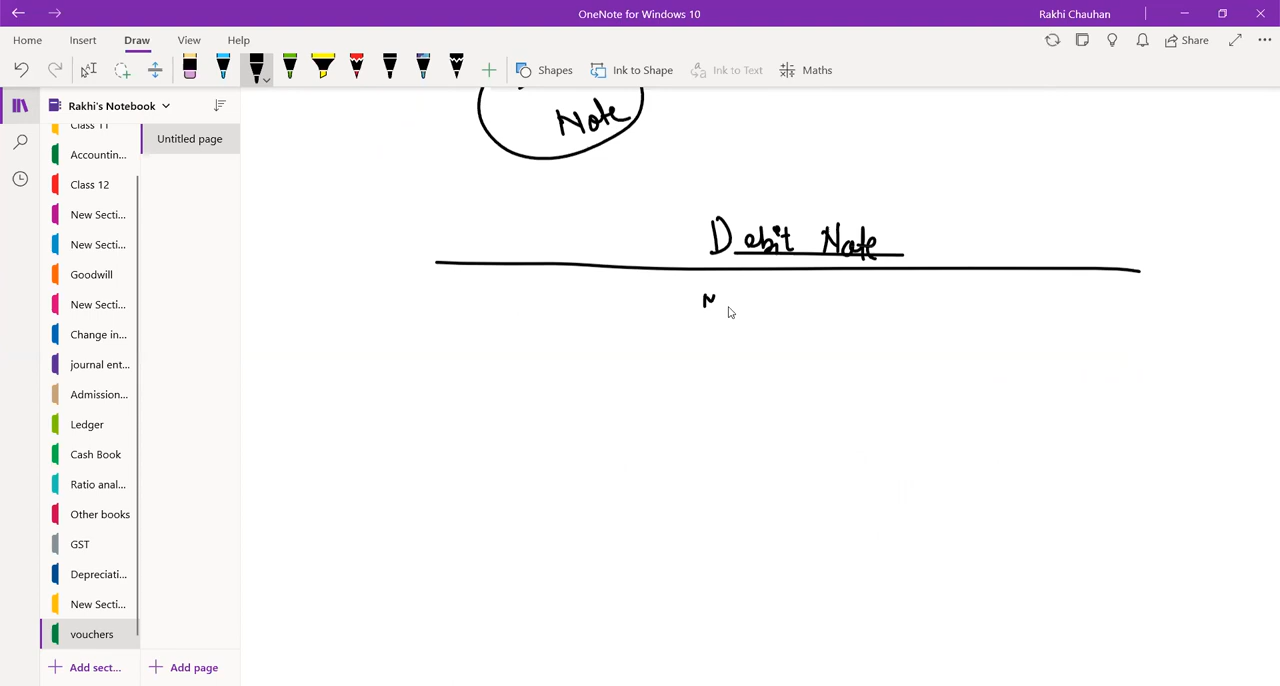 OneNote for Windows 10
Rakhi Chauhan
Home Insert Draw View Help
Share
Shapes Ink to Shape Ink to Text Maths
Rakhi's Notebook
Class 11
Untitled page
Accountin...
Class 12
New Secti...
New Secti...
Goodwill
New Secti...
Change in...
journal ent...
Admission...
Ledger
Cash Book
Ratio anal...
Other books
GST
Depreciati...
New Secti...
vouchers
Add sect...
Add page
Note
Debit Note